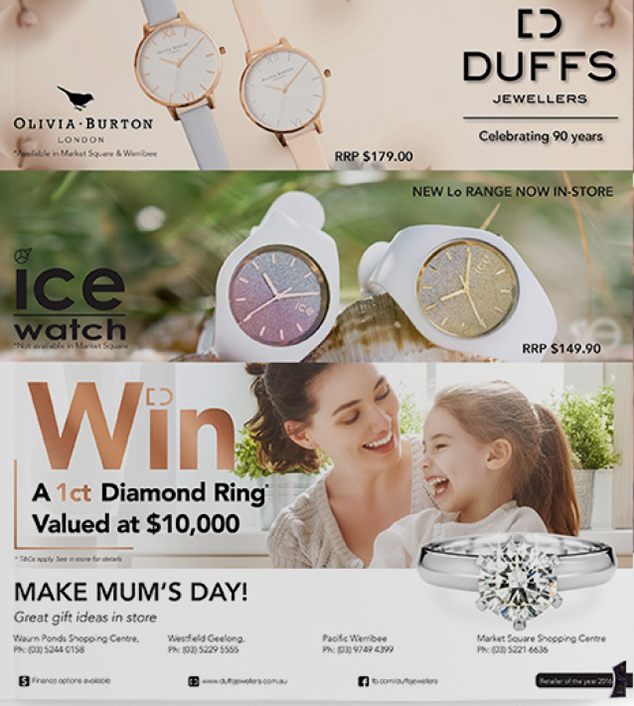 DUFFS
JEWELLERS
Celebrating 90 years
OLIVIA·BURTON
LONDON
*Available in Market Square & Werribee
RRP $179.00
NEW Lo RANGE NOW IN-STORE
ice
watch
*Not available in Market Square
ice
ice
RRP $149.90
Win
A 1ct Diamond Ring*
Valued at $10,000
* T&Cs apply. See in store for details
MAKE MUM'S DAY!
Great gift ideas in store
Waurn Ponds Shopping Centre,
Ph: (03) 5244 0158
Westfield Geelong,
Ph: (03) 5229 5555
Pacific Werribee
Ph: (03) 9749 4399
Market Square Shopping Centre
Ph: (03) 5221 6636
$ Finance options available
www.duffsjewellers.com.au
f fb.com/duffsjewellers
Retailer of the year 2016